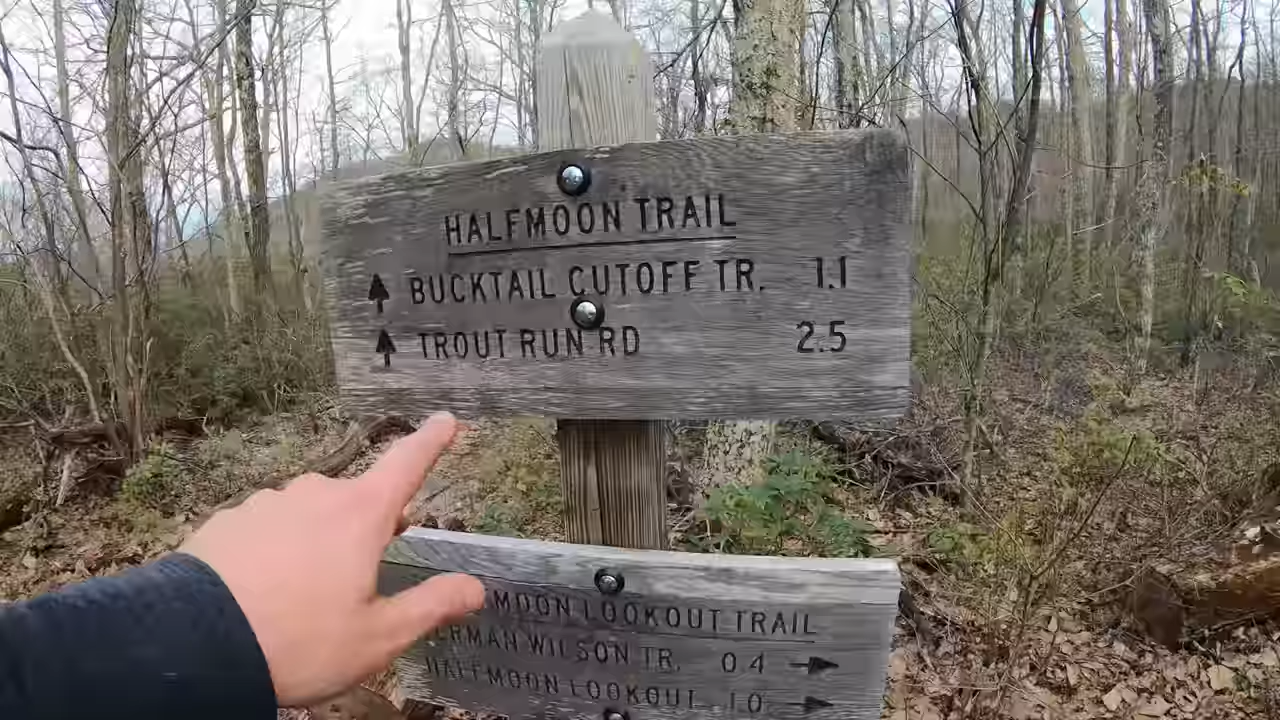 HALFMOON TRAIL
BUCKTAIL CUTOFF TR. 1.1
TROUT RUN RD 2.5
MOON LOOKOUT TRAIL
ERMAN WILSON TR. 0.4
HALFMOON LOOKOUT 1.0